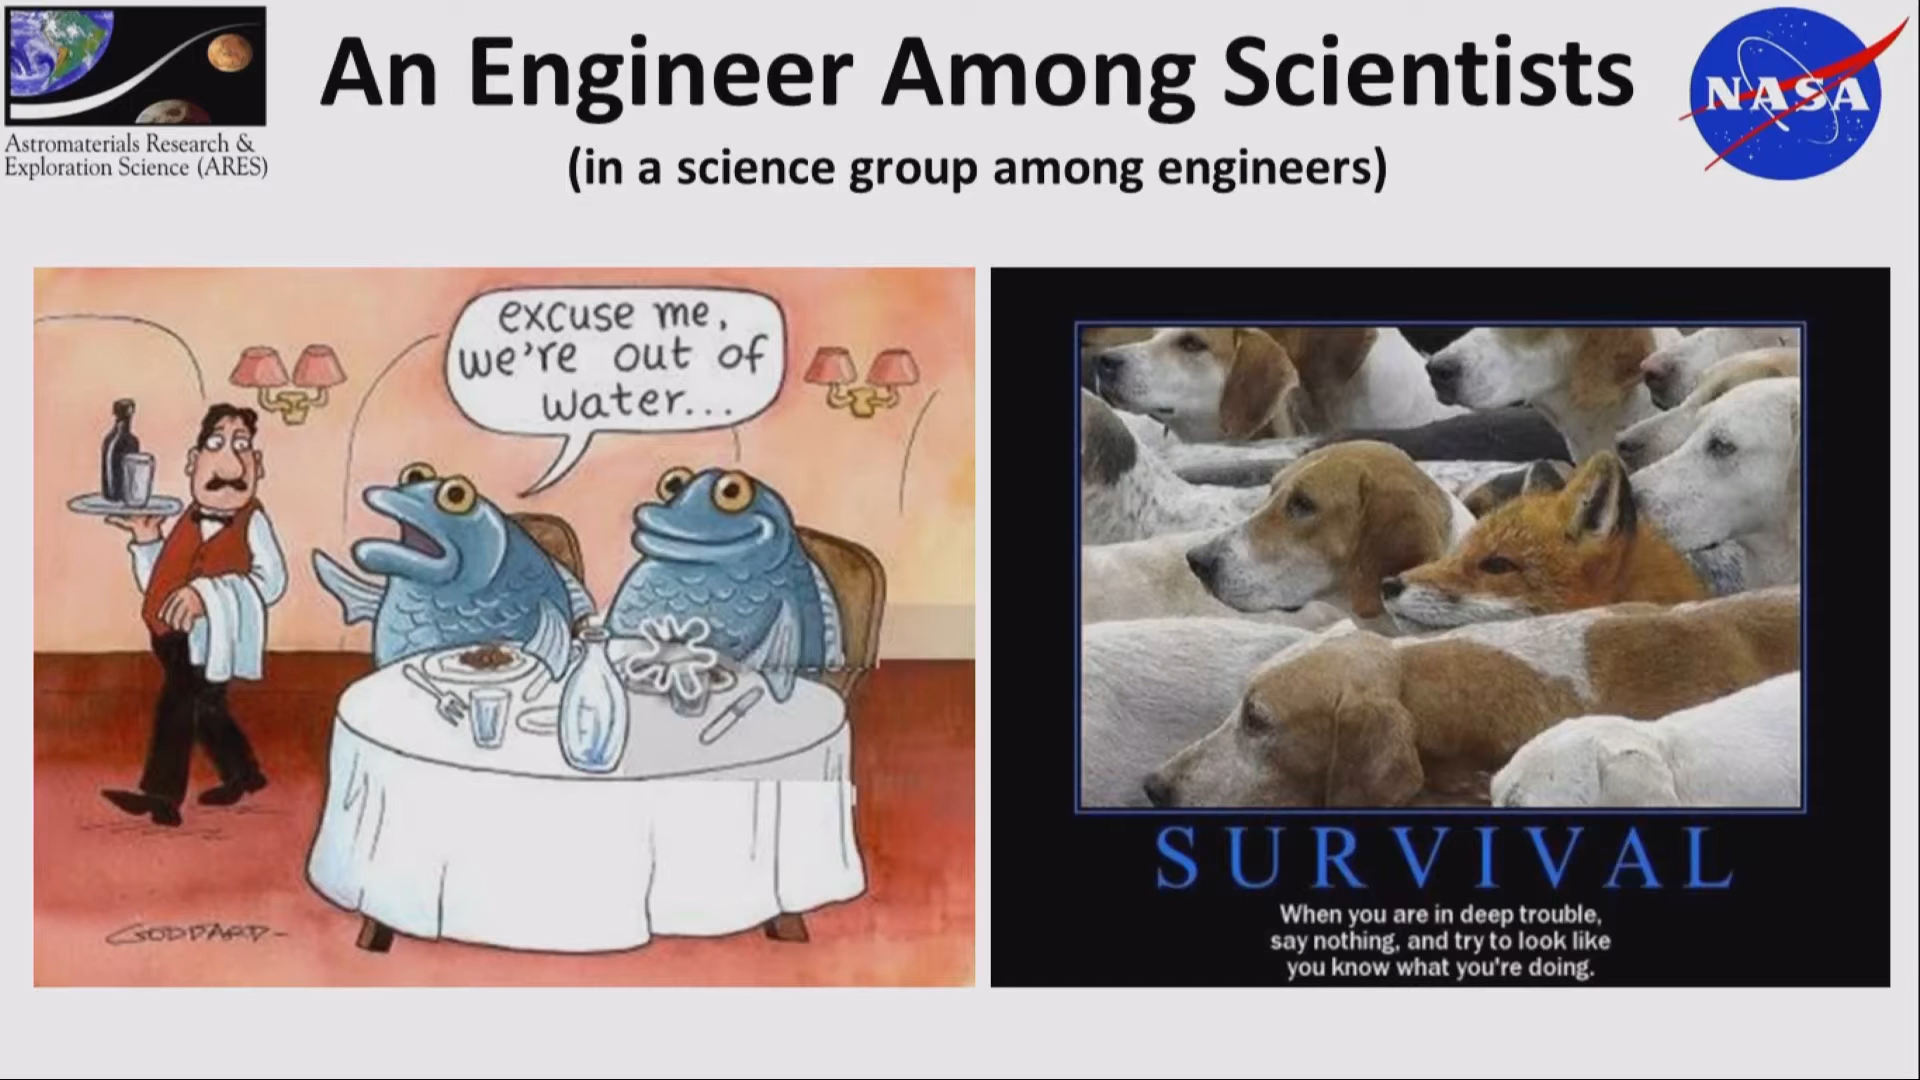 An Engineer Among Scientists
(in a science group among engineers)
Astromaterials Research &
Exploration Science (ARES)
NASA
excuse me,
we're out of
water...
GODDARD
SURVIVAL
When you are in deep trouble,
say nothing, and try to look like
you know what you're doing.